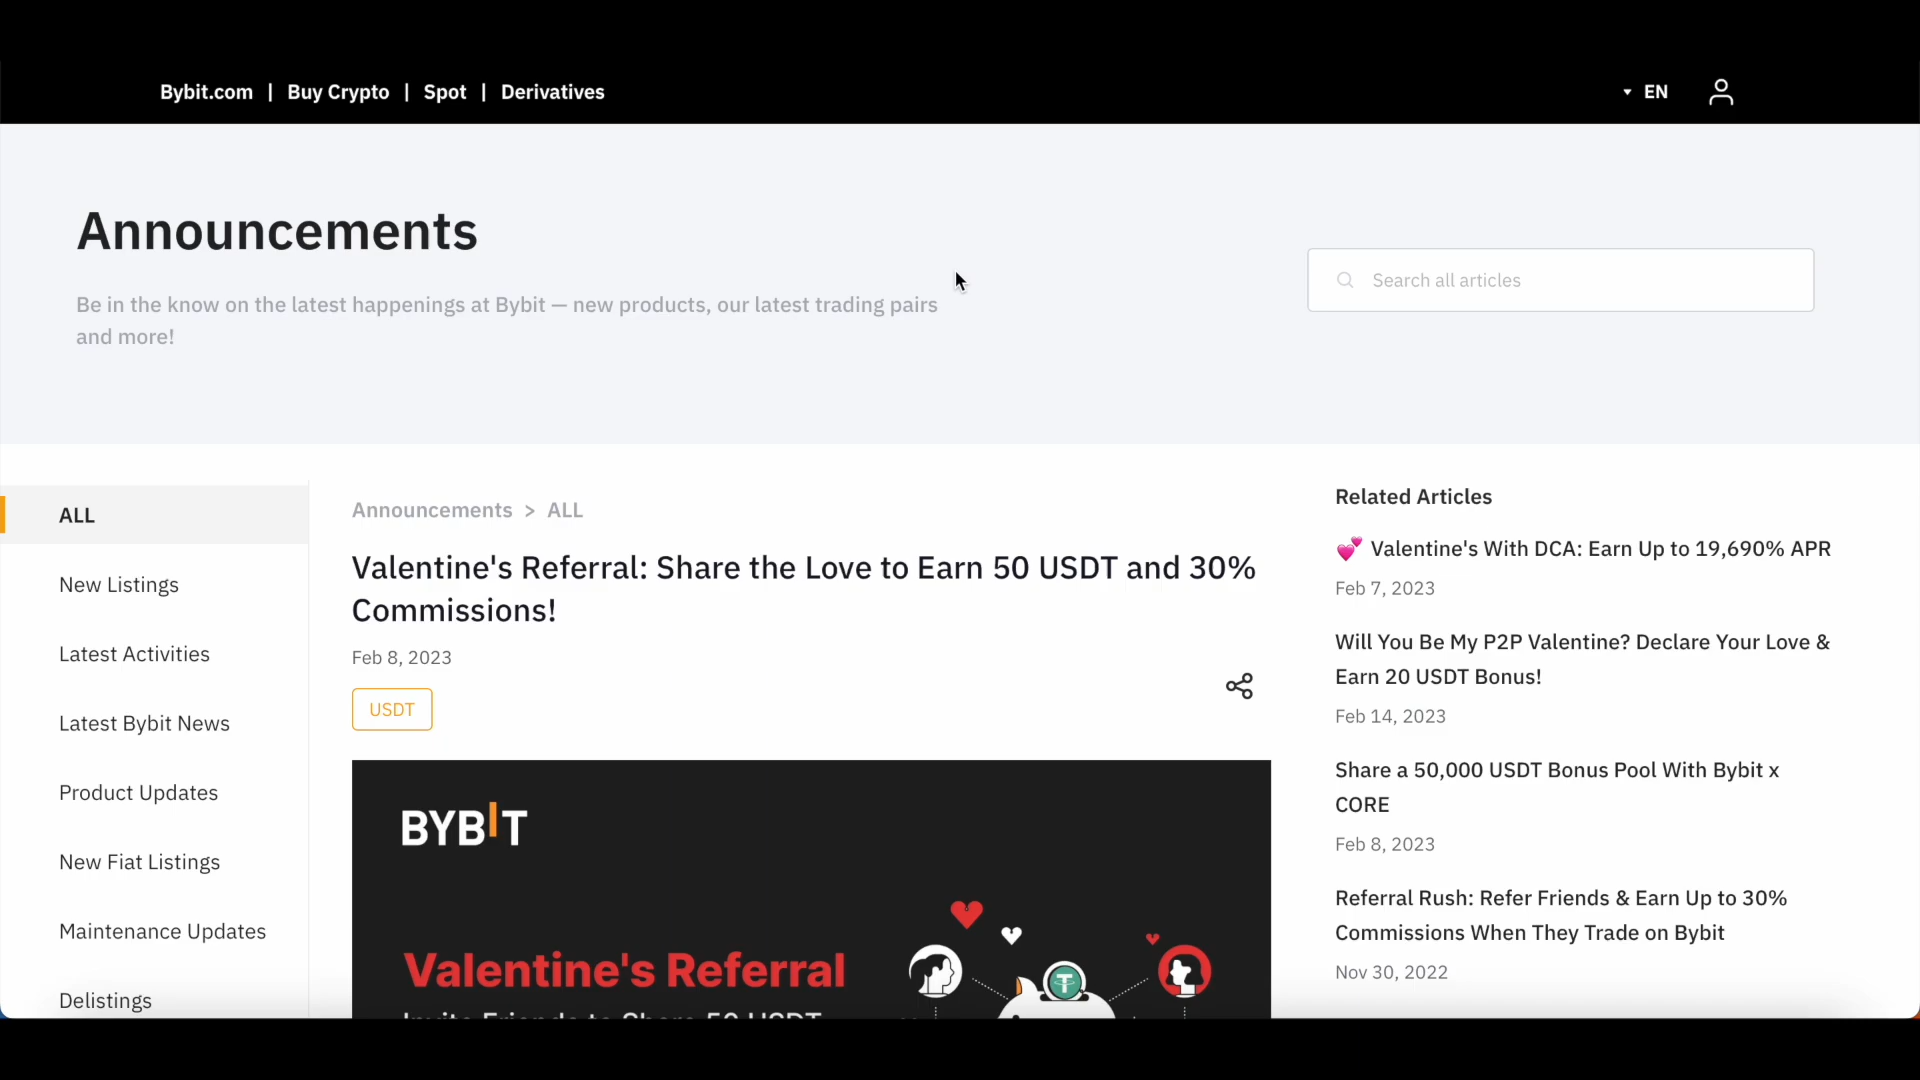 Bybit.com | Buy Crypto | Spot | Derivatives
EN
Announcements
Be in the know on the latest happenings at Bybit — new products, our latest trading pairs
and more!
Search all articles
ALL
New Listings
Latest Activities
Latest Bybit News
Product Updates
New Fiat Listings
Maintenance Updates
Delistings
Announcements > ALL
Valentine's Referral: Share the Love to Earn 50 USDT and 30%
Commissions!
Feb 8, 2023
USDT
BYBIT
Valentine's Referral
Invite Friends to Share 50 USDT
Related Articles
💕 Valentine's With DCA: Earn Up to 19,690% APR
Feb 7, 2023
Will You Be My P2P Valentine? Declare Your Love &
Earn 20 USDT Bonus!
Feb 14, 2023
Share a 50,000 USDT Bonus Pool With Bybit x
CORE
Feb 8, 2023
Referral Rush: Refer Friends & Earn Up to 30%
Commissions When They Trade on Bybit
Nov 30, 2022